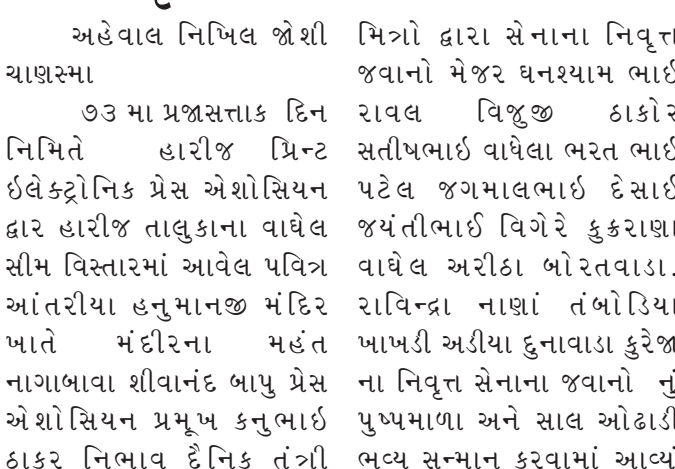 અહેવાલ નિખિલ જોશી
ચાણસ્મા
૭૩ મા પ્રજાસત્તાક દિન
નિમિતે હારીજ પ્રિન્ટ
ઇલેક્ટ્રોનિક પ્રેસ એશોસિયન
દ્વાર હારીજ તાલુકાના વાઘેલ
સીમ વિસ્તારમાં આવેલ પવિત્ર
આંતરીયા હનુમાનજી મંદિર
ખાતે મંદીરના મહંત
નાગાબાવા શીવાનંદ બાપુ પ્રેસ
એશોસિયન પ્રમૂખ કનુભાઇ
ઠાકર નિભાવ દૈનિક તંત્રાી
મિત્રાો દ્વારા સેનાના નિવૃત્ત
જવાનો મેજર ઘનશ્યામ ભાઇ
રાવલ વિજુજી ઠાકોર
સતીષભાઇ વાઘેલા ભરત ભાઇ
પટેલ જગમાલભાઇ દેસાઇ
જયંતીભાઈ વિગેરે કુકરાણા
વાઘેલ અરીઠા બોરતવાડા.
રાવિન્દ્રા નાણાં તંબોડિયા
ખાખડી અડીયા દુનાવાડા કુરેજા
ના નિવૃત્ત સેનાના જવાનો નું
પુષ્પમાળા અને સાલ ઓઢાડી
ભવ્ય સન્માન કરવામાં આવ્યાં